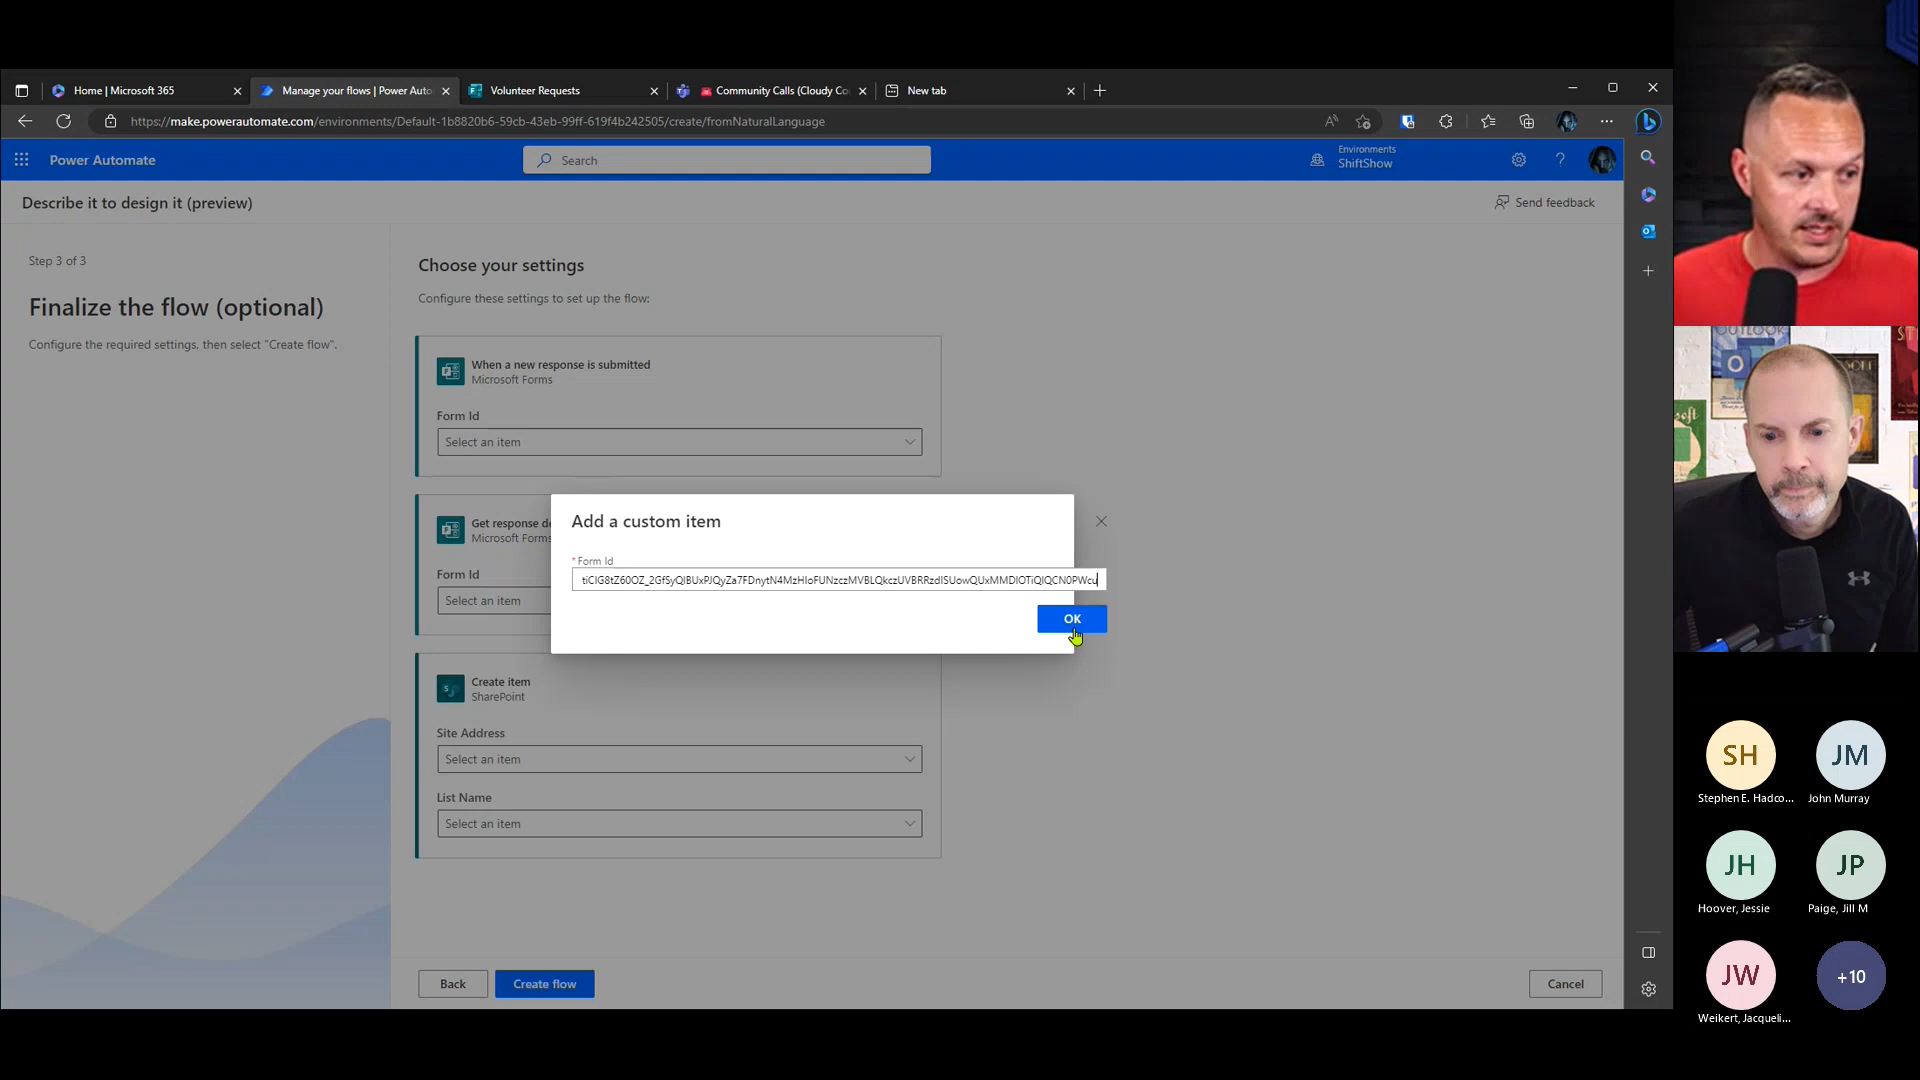 Home | Microsoft 365
Manage your flows | Power Auto
Volunteer Requests
Community Calls (Cloudy Co
New tab
https://make.powerautomate.com/environments/Default-1b8820b6-59cb-43eb-99ff-619f4b242505/create/fromNaturalLanguage
Power Automate
Search
Environments
ShiftShow
Describe it to design it (preview)
Send feedback
Step 3 of 3
Finalize the flow (optional)
Configure the required settings, then select "Create flow".
Choose your settings
Configure these settings to set up the flow:
When a new response is submitted
Microsoft Forms
Form Id
Select an item
Get response de
Microsoft Forms
Form Id
Select an item
Add a custom item
* Form Id
OK
Create item
SharePoint
Site Address
Select an item
List Name
Select an item
Back
Create flow
Cancel
OUTLOOK
SH
Stephen E. Hadco...
JM
John Murray
JH
Hoover, Jessie
JP
Paige, Jill M
JW
Weikert, Jacqueli...
+10